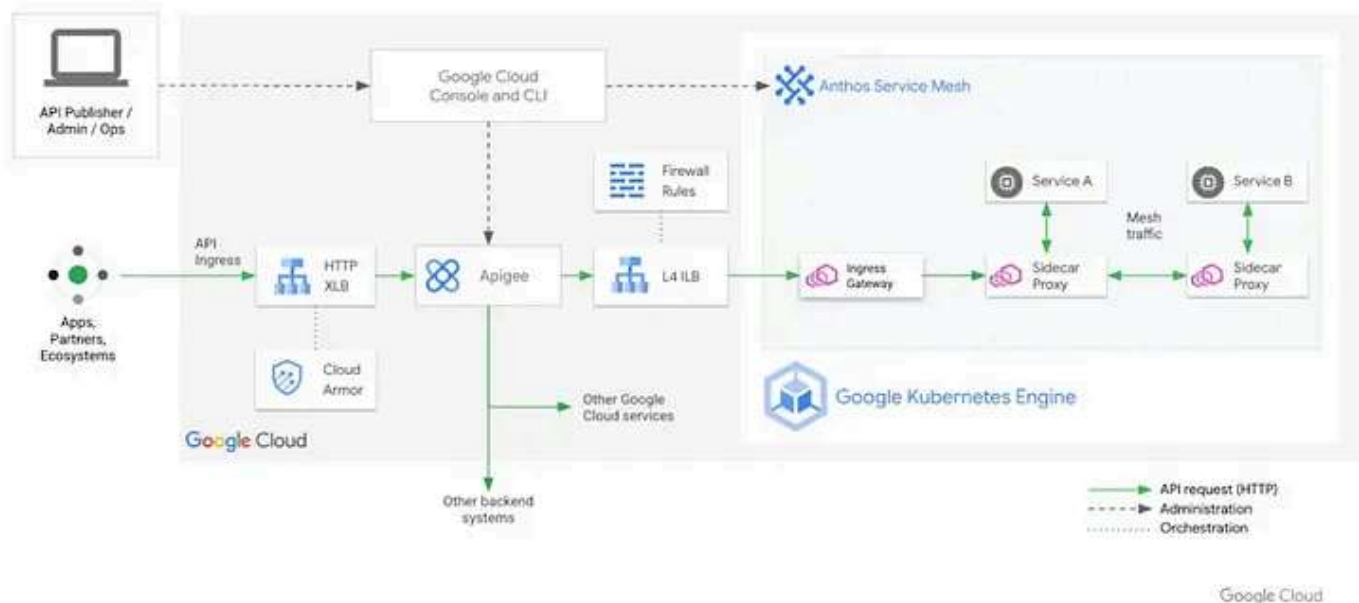 API Publisher /
Admin / Ops
Google Cloud
Console and CLI
Anthos Service Mesh
Firewall
Rules
Service A
Service B
Mesh
traffic
API
Ingress
HTTP
XLB
Apigee
L4 ILB
Ingress
Gateway
Sidecar
Proxy
Sidecar
Proxy
Apps,
Partners,
Ecosystems
Cloud
Armor
Other Google
Cloud services
Google Kubernetes Engine
Google Cloud
Other backend
systems
API request (HTTP)
Administration
Orchestration
Google Cloud